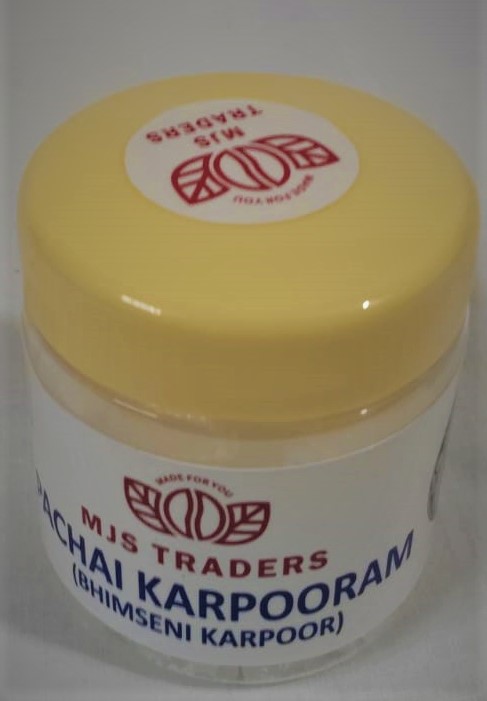 MJS
TRADERS
MADE FOR YOU
MADE FOR YOU
MJS TRADERS
PACHAI KARPOORAM
(BHIMSENI KARPOOR)